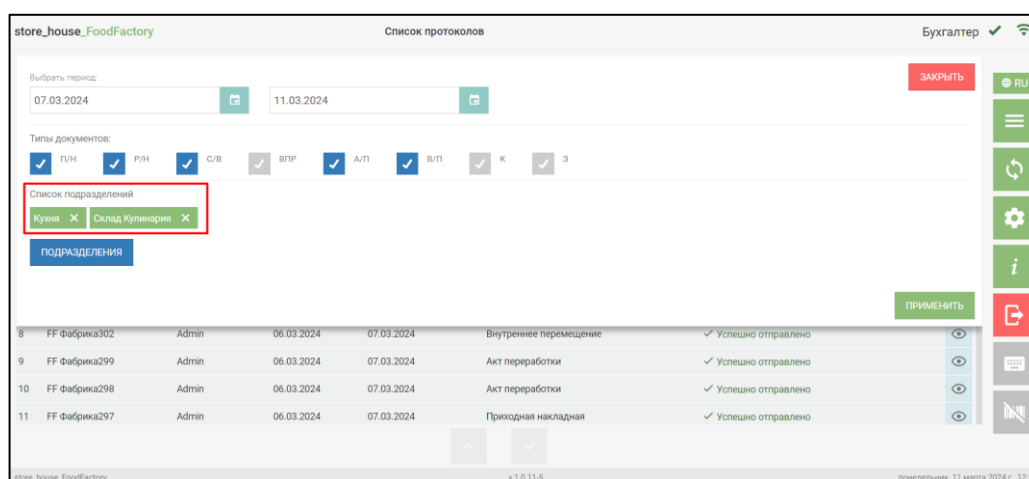 store_house_FoodFactory Список протоколов Бухгалтер
ЗАКРЫТЬ
Выбрать период:
07.03.2024 11.03.2024
RU
Типы документов:
П/Н Р/Н С/В ВПР А/П В/П К З
Список подразделений
Кухня Склад Кулинария
ПОДРАЗДЕЛЕНИЯ
i
ПРИМЕНИТЬ
8 FF Фабрика302 Admin 06.03.2024 07.03.2024 Внутреннее перемещение Успешно отправлено
9 FF Фабрика299 Admin 06.03.2024 07.03.2024 Акт переработки Успешно отправлено
10 FF Фабрика298 Admin 06.03.2024 07.03.2024 Акт переработки Успешно отправлено
11 FF Фабрика297 Admin 06.03.2024 07.03.2024 Приходная накладная Успешно отправлено
store_house_FoodFactory v.1.0.11-5 понедельник, 11 марта 2024 г.